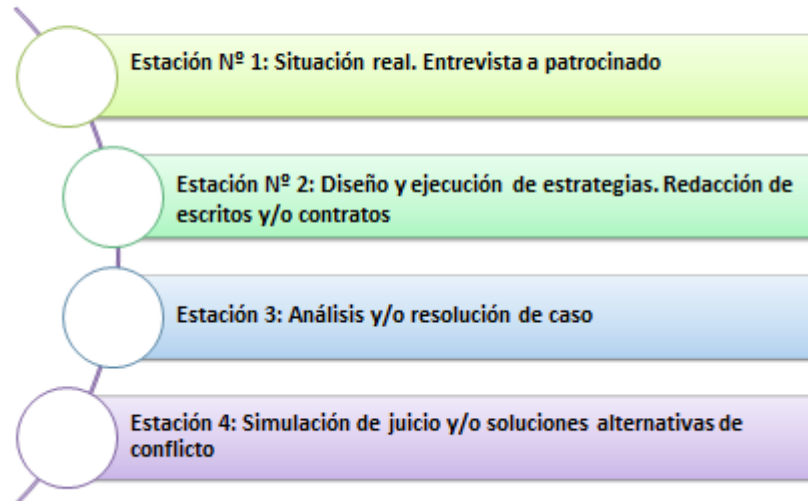 Estación Nº 1: Situación real. Entrevista a patrocinado
Estación Nº 2: Diseño y ejecución de estrategias. Redacción de
escritos y/o contratos
Estación 3: Análisis y/o resolución de caso
Estación 4: Simulación de juicio y/o soluciones alternativas de
conflicto